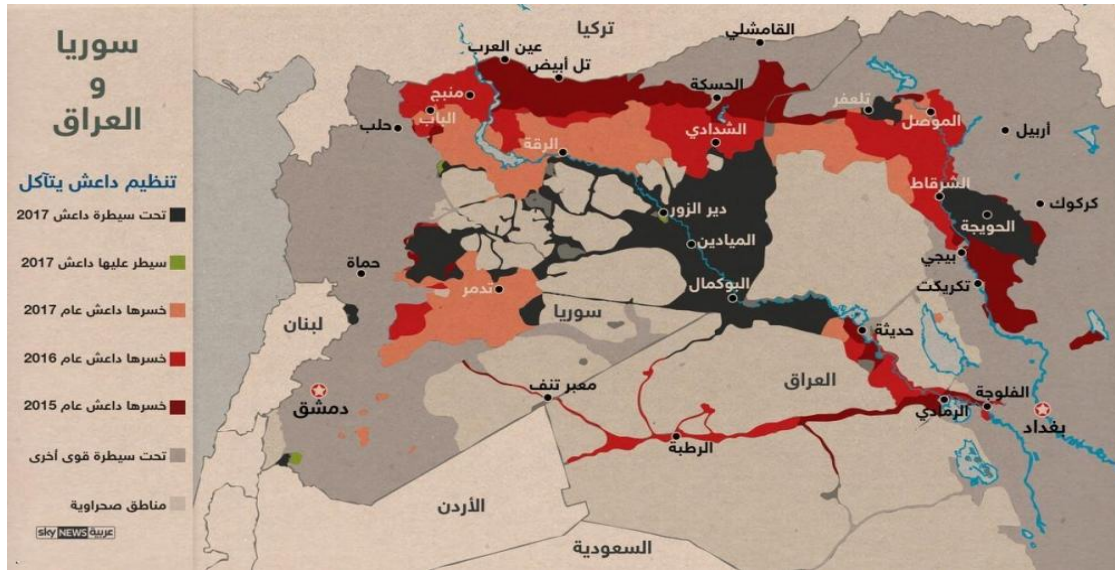 سوريا
و
العراق
تنظيم داعش يتآكل
تحت سيطرة داعش 2017
سيطر عليها داعش 2017
خسرها داعش عام 2017
خسرها داعش عام 2016
خسرها داعش عام 2015
تحت سيطرة قوى أخرى
مناطق صحراوية
sky NEWS عربية
تركيا
القامشلي
عين العرب
تل أبيض
الحسكة
منبج
الباب
حلب
تلعفر
الموصل
أربيل
الشدادي
الرقة
الشرقاط
كركوك
دير الزور
الحويجة
الميادين
بيجي
حماة
تدمر
البوكمال
تكريكت
سوريا
لبنان
حديثة
العراق
معبر تنف
دمشق
الفلوجة
الرمادي
بغداد
الرطبة
الأردن
السعودية